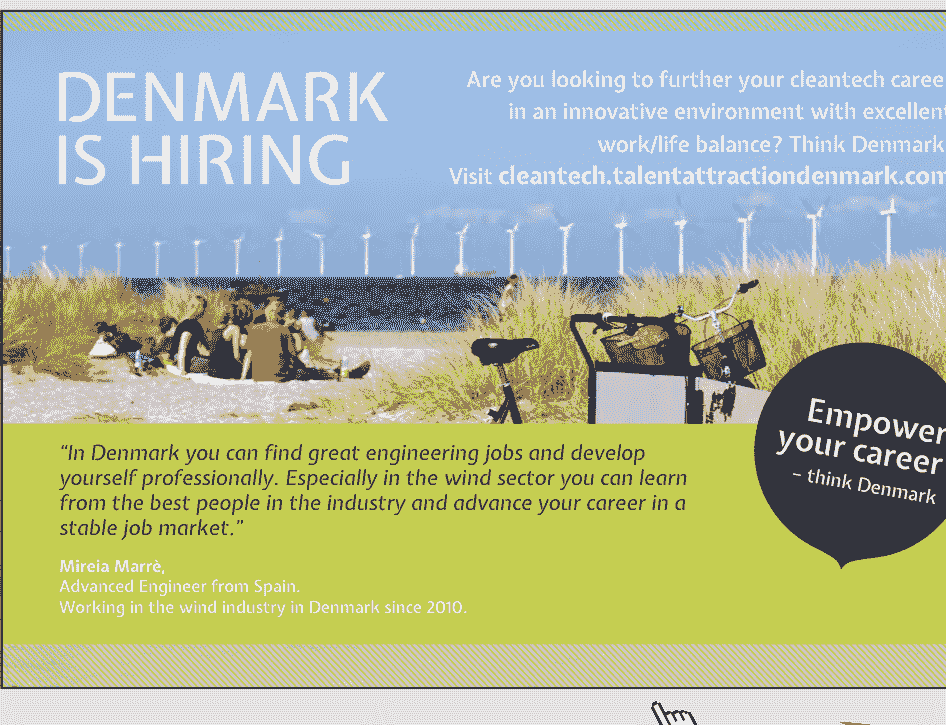 DENMARK
IS HIRING
Are you looking to further your cleantech caree
in an innovative environment with excellent
work/life balance? Think Denmark
Visit cleantech.talentattractiondenmark.com
"In Denmark you can find great engineering jobs and develop
yourself professionally. Especially in the wind sector you can learn
from the best people in the industry and advance your career in a
stable job market."
Mireia Marrè,
Advanced Engineer from Spain.
Working in the wind industry in Denmark since 2010.
Empower
your career
– think Denmark